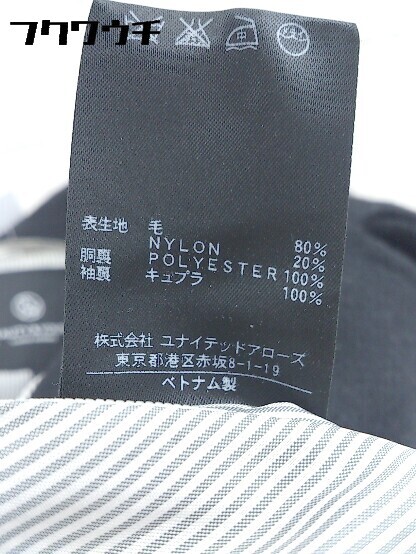 フクワウチ
表生地 毛 80%
NYLON 20%
胴裏 POLYESTER 100%
袖裏 キュプラ 100%
株式会社 ユナイテッドアローズ
東京都港区赤坂8-1-19
ベトナム製